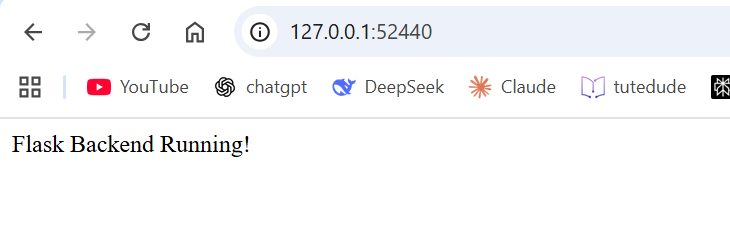 127.0.0.1:52440
YouTube chatgpt DeepSeek Claude tutedude
Flask Backend Running!